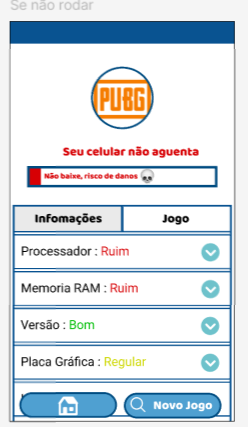 Se não rodar
PUBG
Seu celular não aguenta
Não baixe, risco de danos 💀
Infomações Jogo
Processador : Ruim
Memoria RAM : Ruim
Versão : Bom
Placa Gráfica : Regular
Novo Jogo